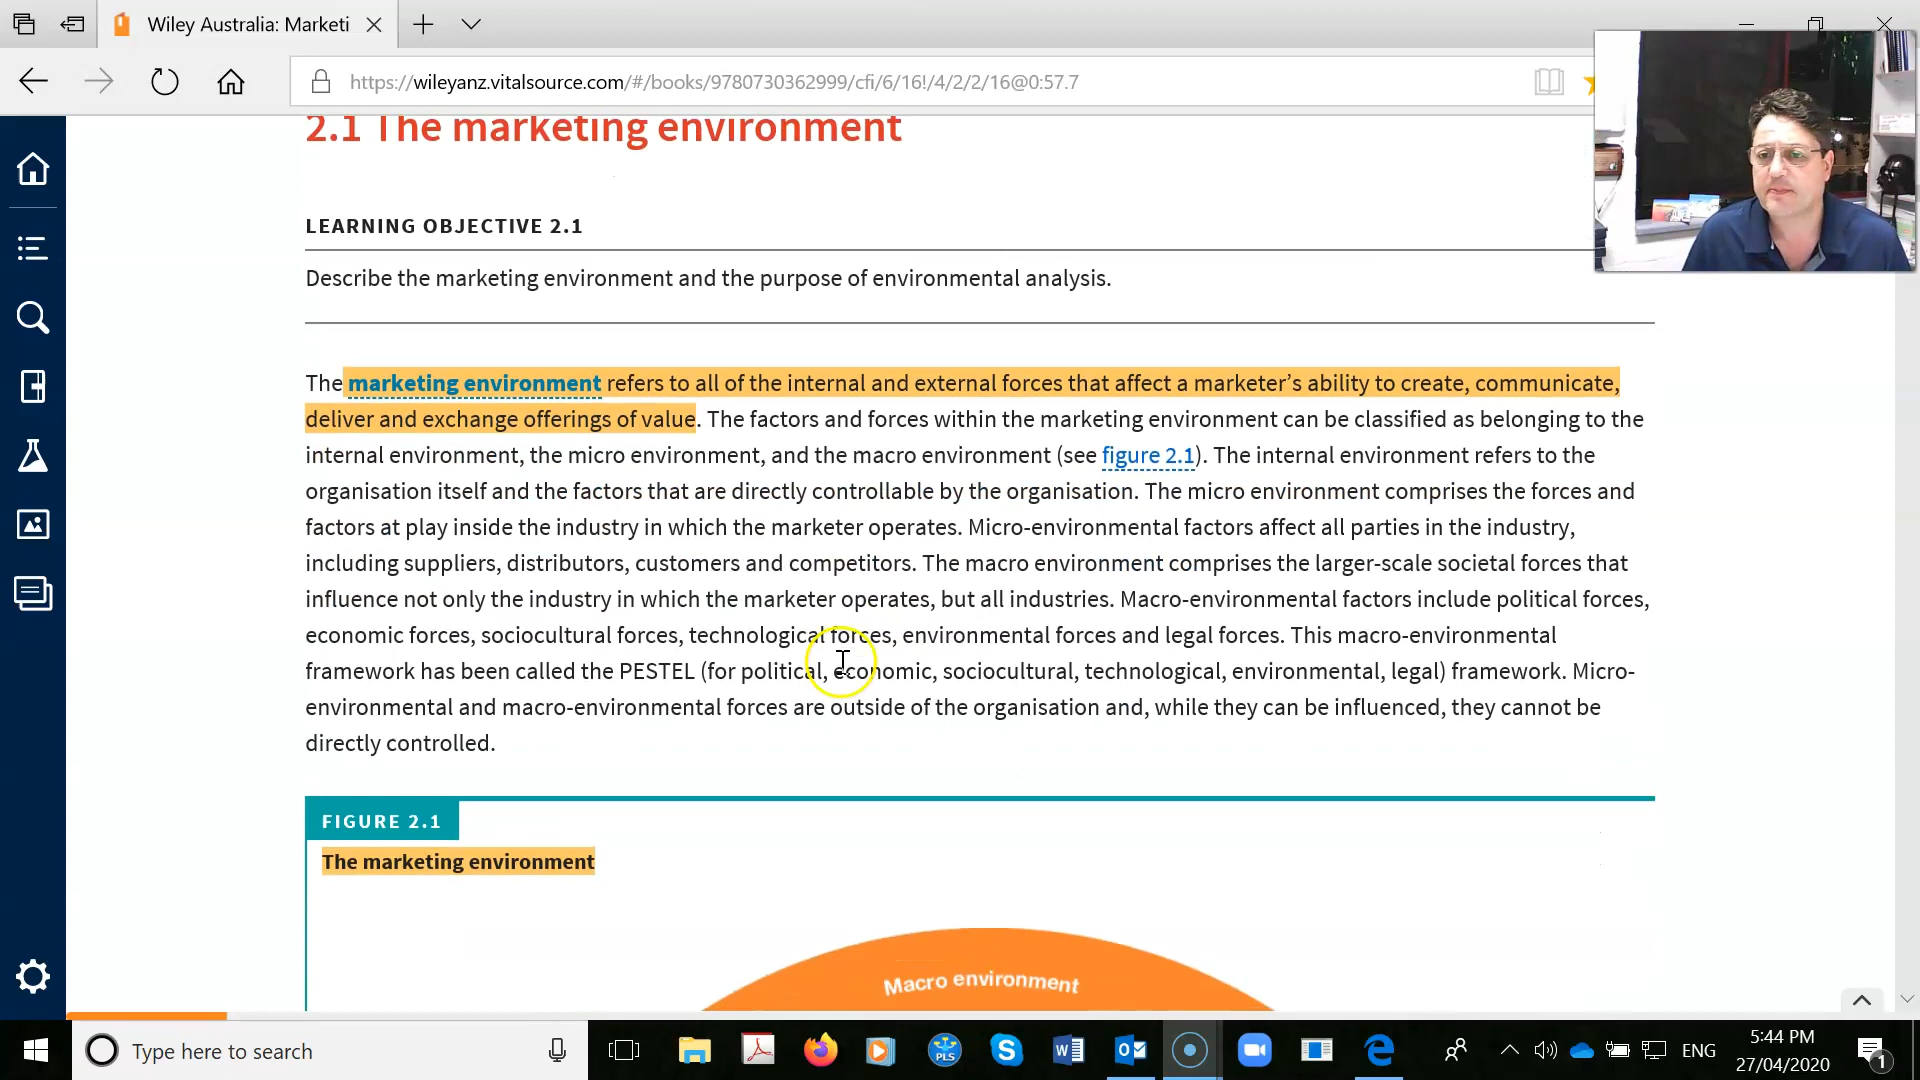 Wiley Australia: Marketi
https://wileyanz.vitalsource.com/#/books/9780730362999/cfi/6/16!/4/2/2/16@0:57.7
2.1 The marketing environment
LEARNING OBJECTIVE 2.1
Describe the marketing environment and the purpose of environmental analysis.
The marketing environment refers to all of the internal and external forces that affect a marketer's ability to create, communicate,
deliver and exchange offerings of value. The factors and forces within the marketing environment can be classified as belonging to the
internal environment, the micro environment, and the macro environment (see figure 2.1). The internal environment refers to the
organisation itself and the factors that are directly controllable by the organisation. The micro environment comprises the forces and
factors at play inside the industry in which the marketer operates. Micro-environmental factors affect all parties in the industry,
including suppliers, distributors, customers and competitors. The macro environment comprises the larger-scale societal forces that
influence not only the industry in which the marketer operates, but all industries. Macro-environmental factors include political forces,
economic forces, sociocultural forces, technological forces, environmental forces and legal forces. This macro-environmental
framework has been called the PESTEL (for political, economic, sociocultural, technological, environmental, legal) framework. Micro-
environmental and macro-environmental forces are outside of the organisation and, while they can be influenced, they cannot be
directly controlled.
FIGURE 2.1
The marketing environment
Macro environment
Type here to search
PLS
ENG
5:44 PM
27/04/2020
1